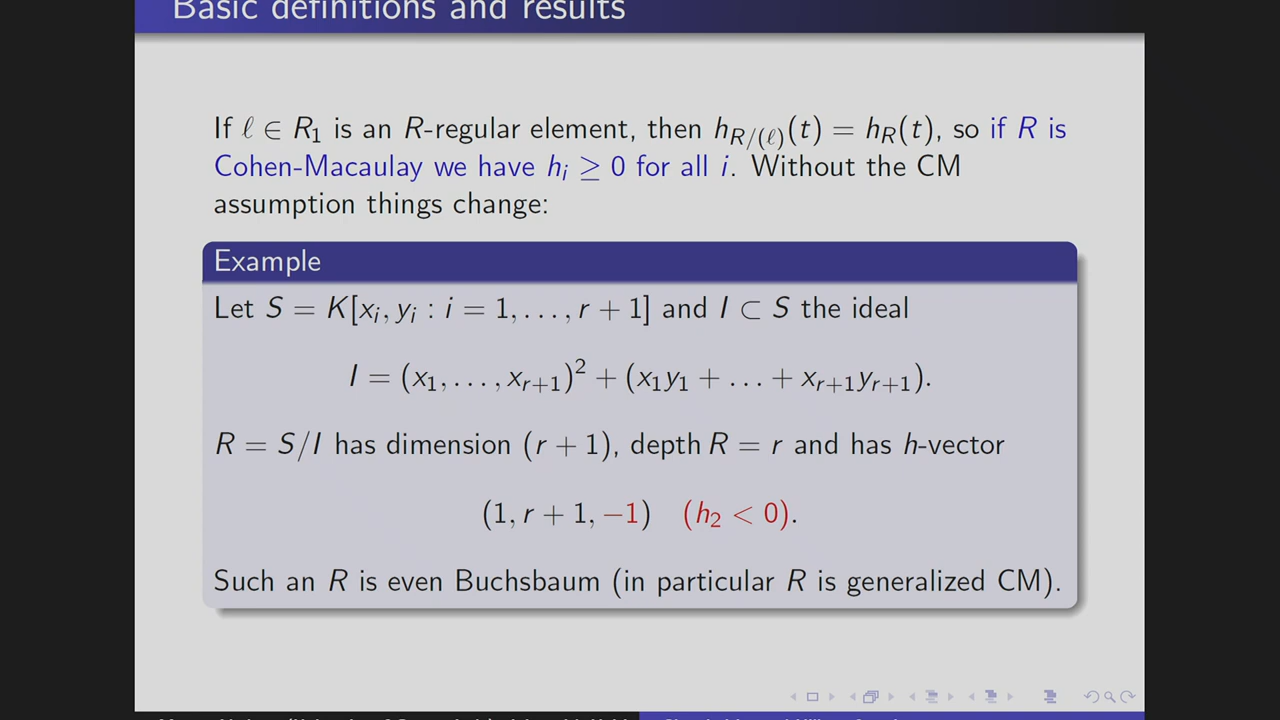 Basic definitions and results
If ℓ ∈ R₁ is an R-regular element, then h_{R/(ℓ)}(t) = h_R(t), so if R is
Cohen-Macaulay we have hᵢ ≥ 0 for all i. Without the CM
assumption things change:
Example
Let S = K[xᵢ, yᵢ : i = 1, . . . , r + 1] and I ⊂ S the ideal
I = (x₁, . . . , x_{r+1})² + (x₁y₁ + . . . + x_{r+1}y_{r+1}).
R = S/I has dimension (r + 1), depth R = r and has h-vector
(1, r + 1, −1) (h₂ < 0).
Such an R is even Buchsbaum (in particular R is generalized CM).